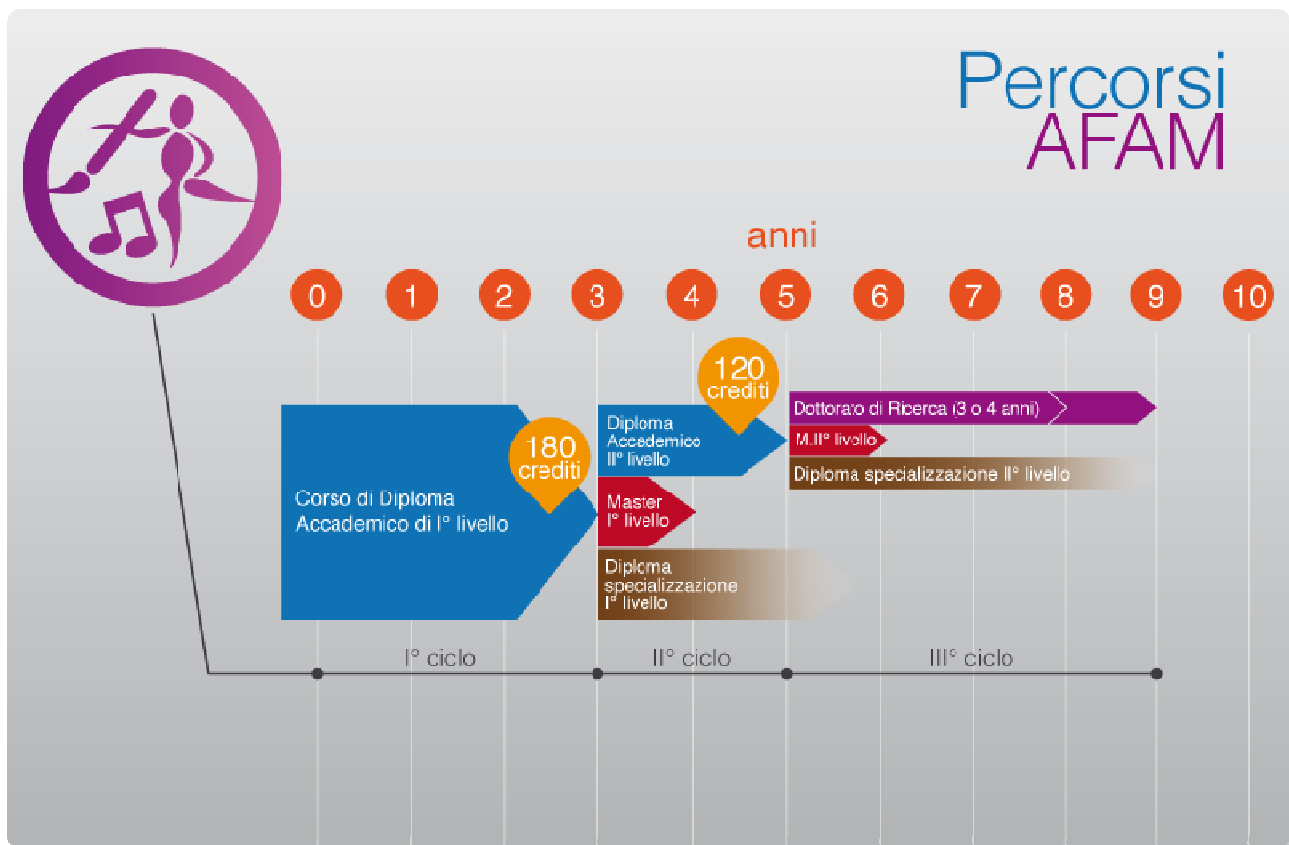 Percorsi
AFAM
anni
0 1 2 3 4 5 6 7 8 9 10
180
crediti
120
crediti
Corso di Diploma
Accademico di I° livello
Diploma
Accademico
II° livello
Master
I° livello
Diploma
specializzazione
I° livello
Dottorato di Ricerca (3 o 4 anni)
M.II° livello
Diploma specializzazione II° livello
I° ciclo
II° ciclo
III° ciclo